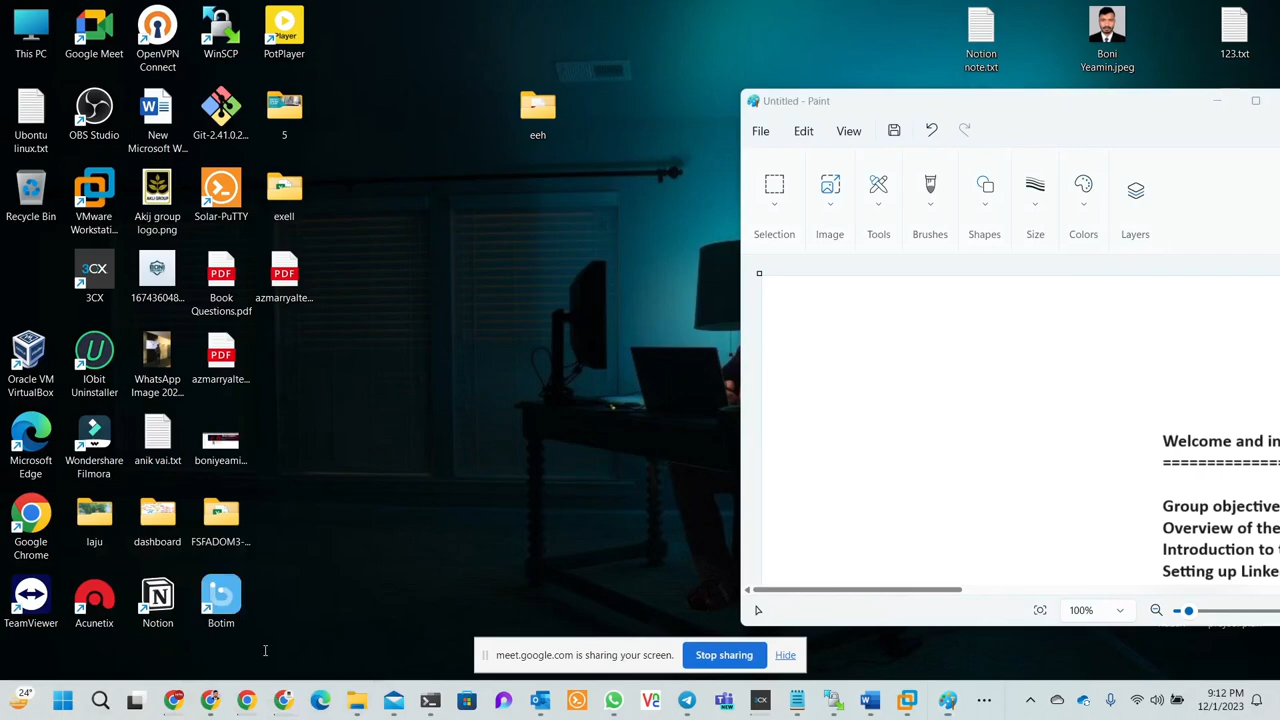 This PC
Google Meet
OpenVPN
Connect
WinSCP
PotPlayer
Player
Notion
note.txt
Boni
Yeamin.jpeg
123.txt
Ubuntu
linux.txt
OBS Studio
New
Microsoft W...
Git-2.41.0.2...
5
eeh
Untitled - Paint
File
Edit
View
Recycle Bin
VMware
Workstati...
Akij group
logo.png
Solar-PuTTY
exell
Selection
Image
Tools
Brushes
Shapes
Size
Colors
Layers
3CX
3CX
167436048...
PDF
Book
Questions.pdf
PDF
azmarryalte...
Oracle VM
VirtualBox
IObit
Uninstaller
WhatsApp
Image 202...
PDF
azmarryalte...
Microsoft
Edge
Wondershare
Filmora
anik vai.txt
boniyeami...
Welcome and in
=============
Group objective
Overview of the
Introduction to t
Setting up Linke
Google
Chrome
laju
dashboard
FSFADOM3-...
TeamViewer
Acunetix
Notion
Botim
100%
meet.google.com is sharing your screen.
Stop sharing
Hide
24°
9:12 PM
12/1/2023